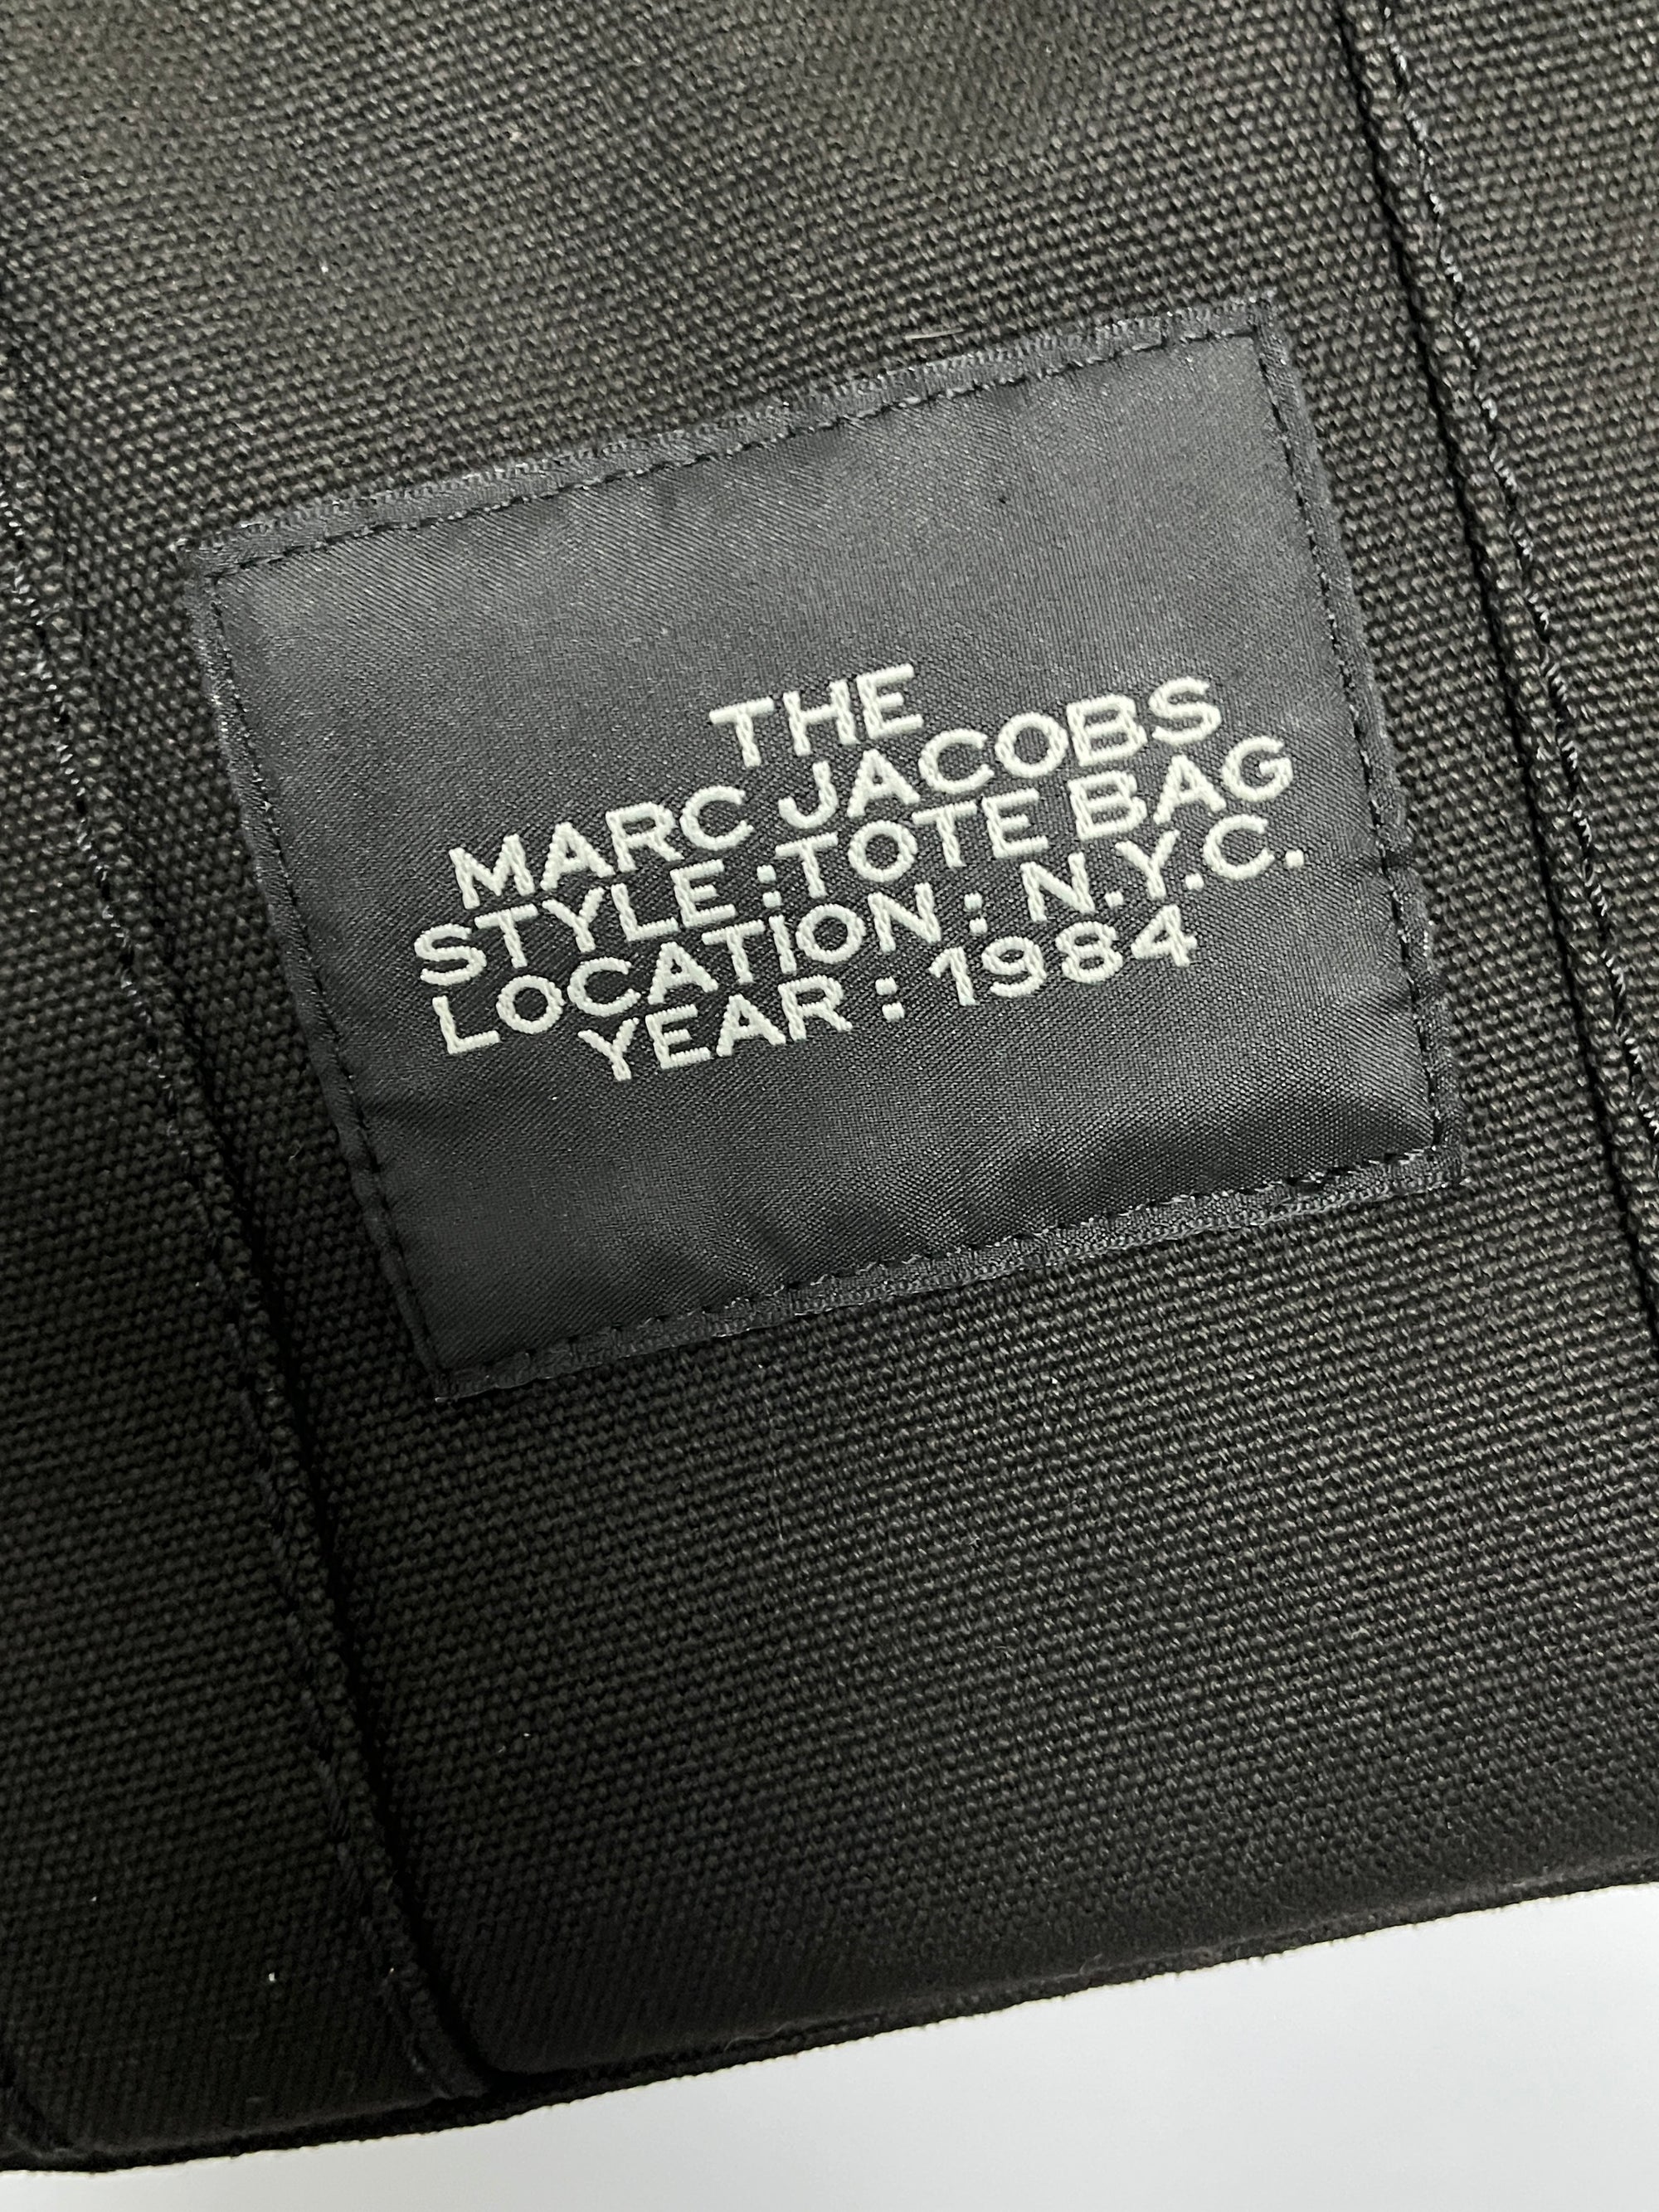 THE
MARC JACOBS
STYLE : TOTE BAG
LOCATION : N.Y.C.
YEAR : 1984